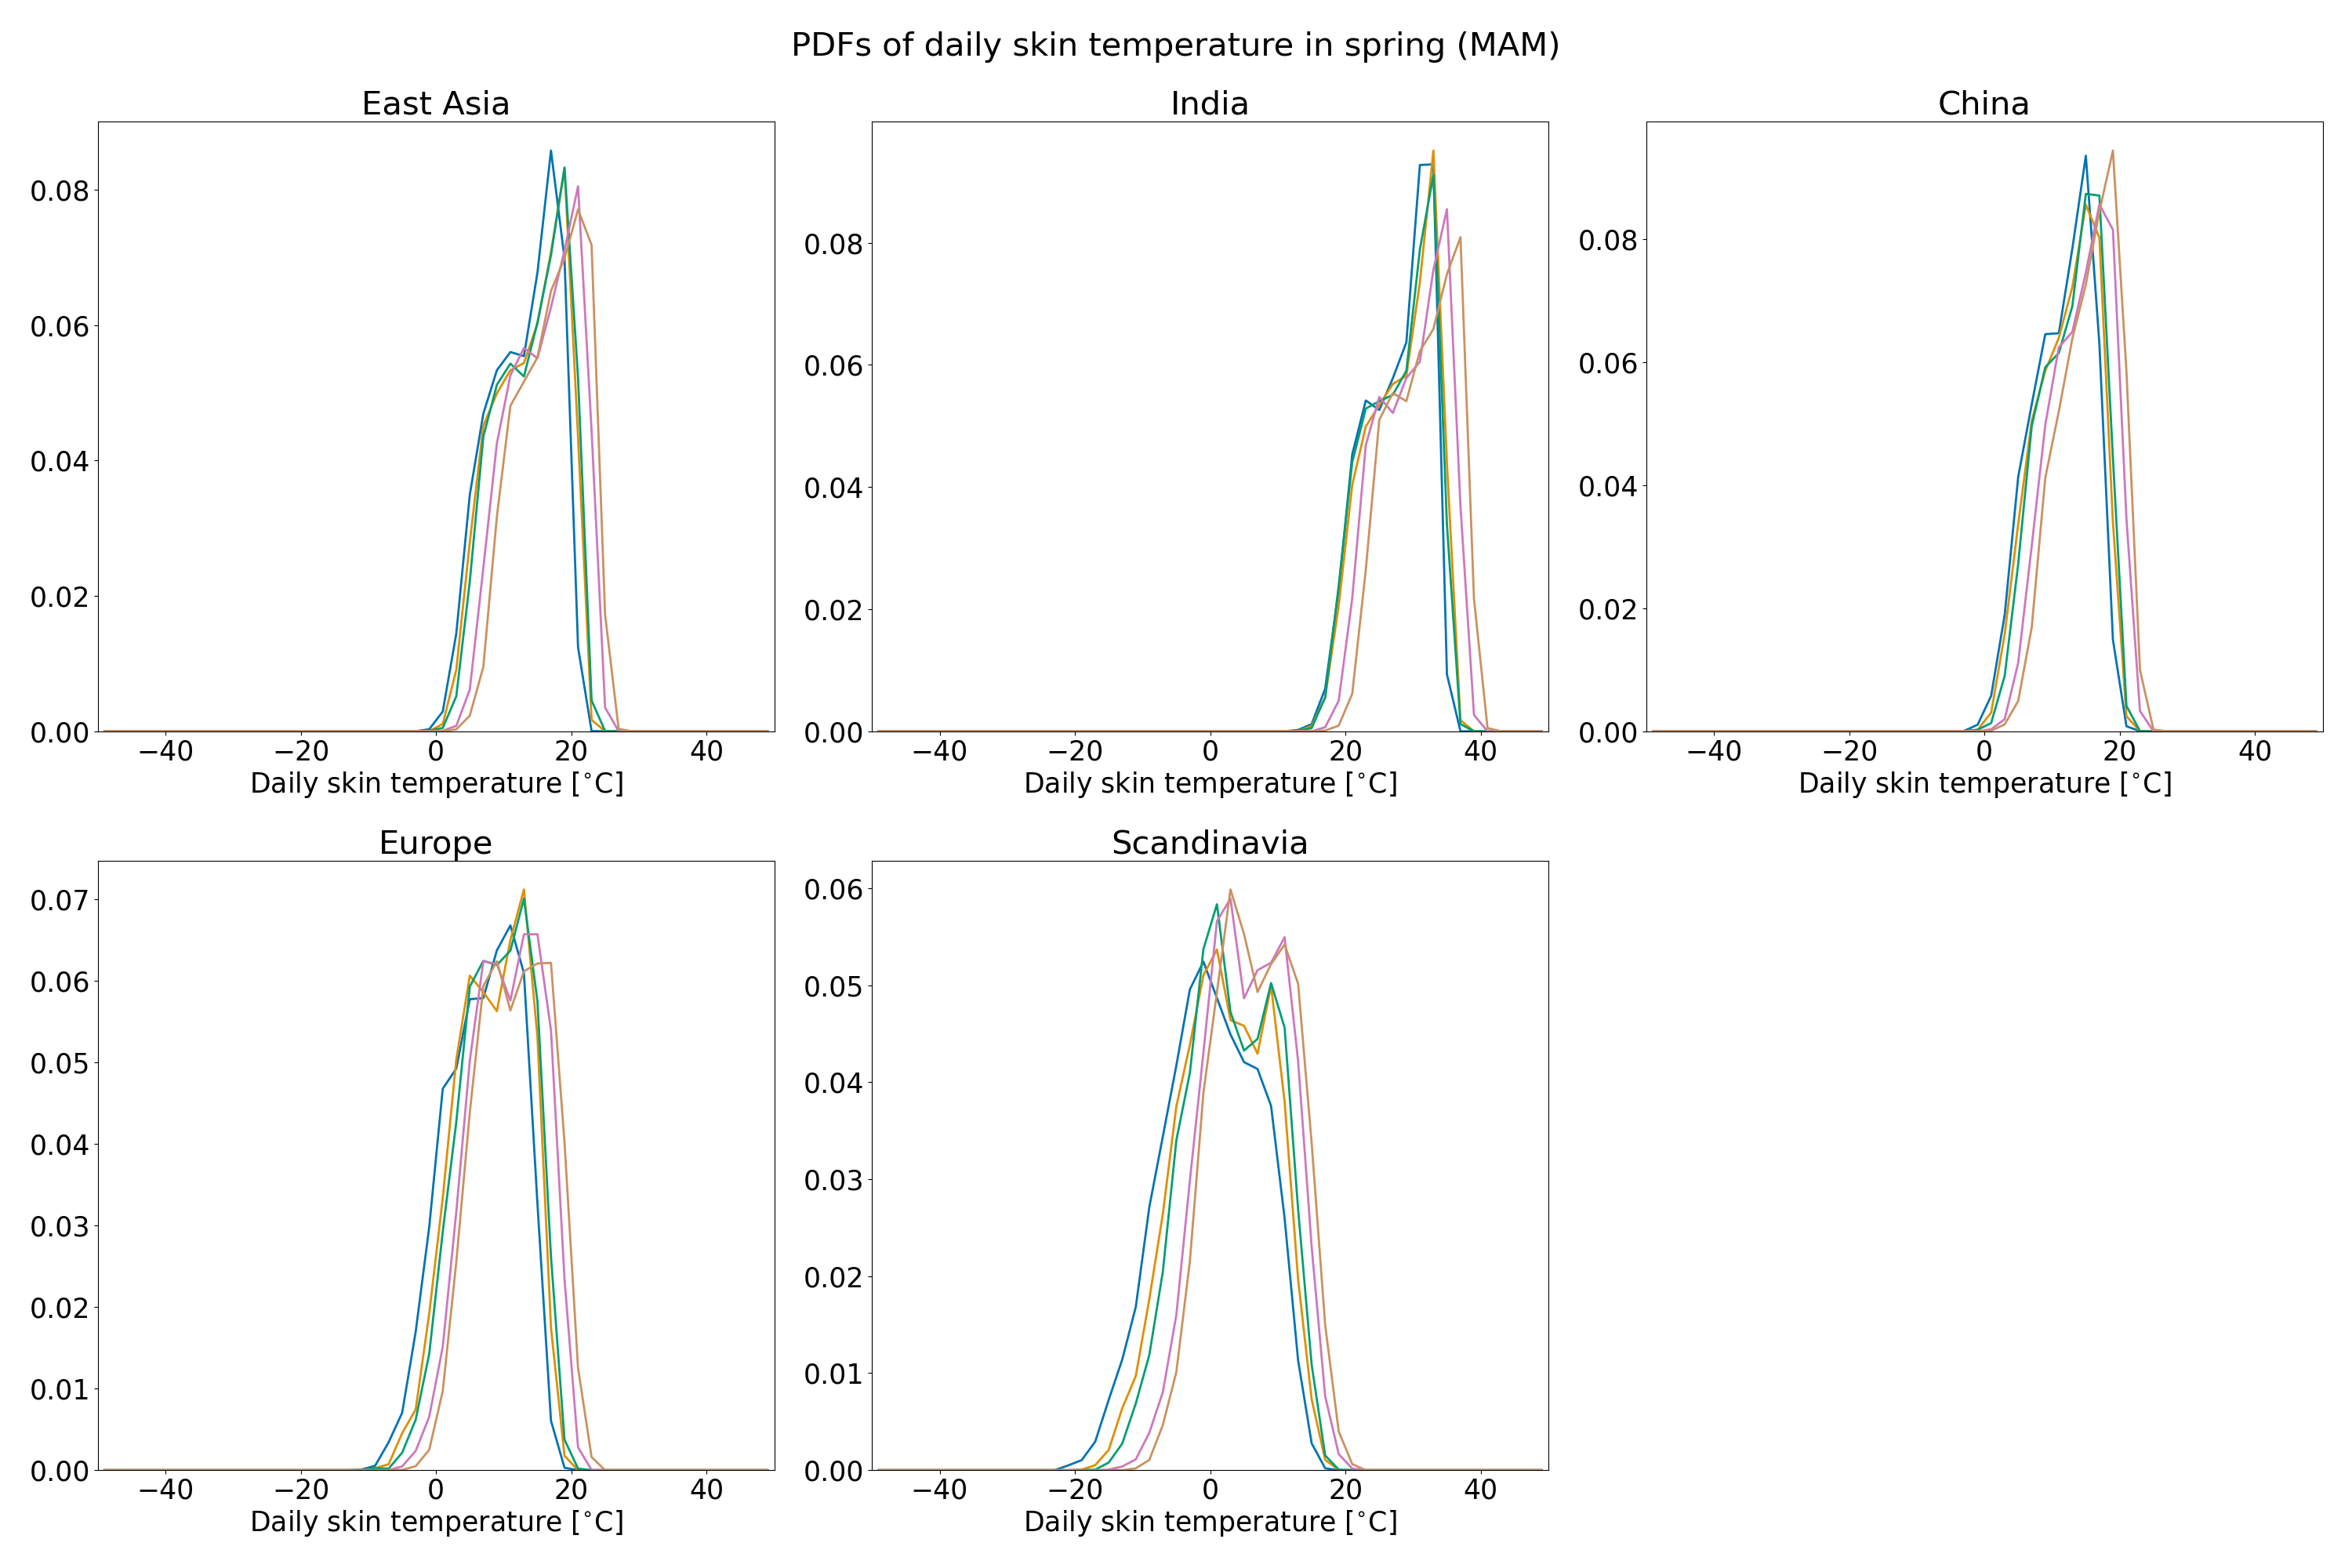 PDFs of daily skin temperature in spring (MAM)
East Asia
0.08
0.06
0.04
0.02
0.00
−40 −20 0 20 40
Daily skin temperature [°C]
India
0.08
0.06
0.04
0.02
0.00
−40 −20 0 20 40
Daily skin temperature [°C]
China
0.08
0.06
0.04
0.02
0.00
−40 −20 0 20 40
Daily skin temperature [°C]
Europe
0.07
0.06
0.05
0.04
0.03
0.02
0.01
0.00
−40 −20 0 20 40
Daily skin temperature [°C]
Scandinavia
0.06
0.05
0.04
0.03
0.02
0.01
0.00
−40 −20 0 20 40
Daily skin temperature [°C]